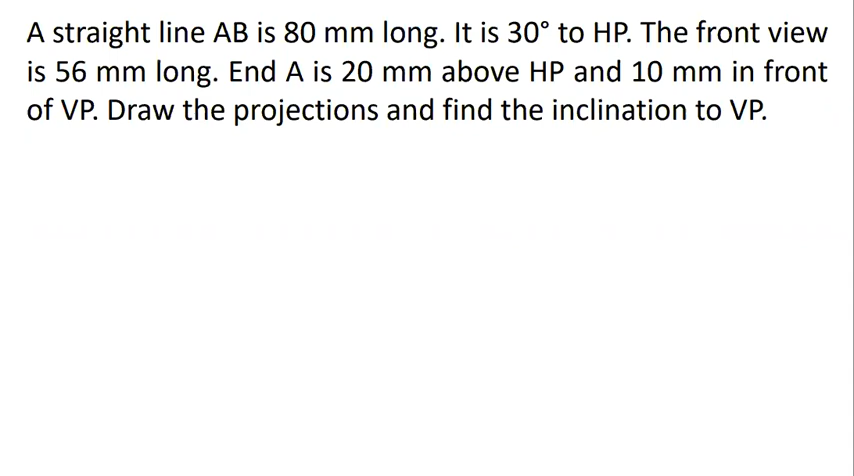 A straight line AB is 80 mm long. It is 30° to HP. The front view
is 56 mm long. End A is 20 mm above HP and 10 mm in front
of VP. Draw the projections and find the inclination to VP.